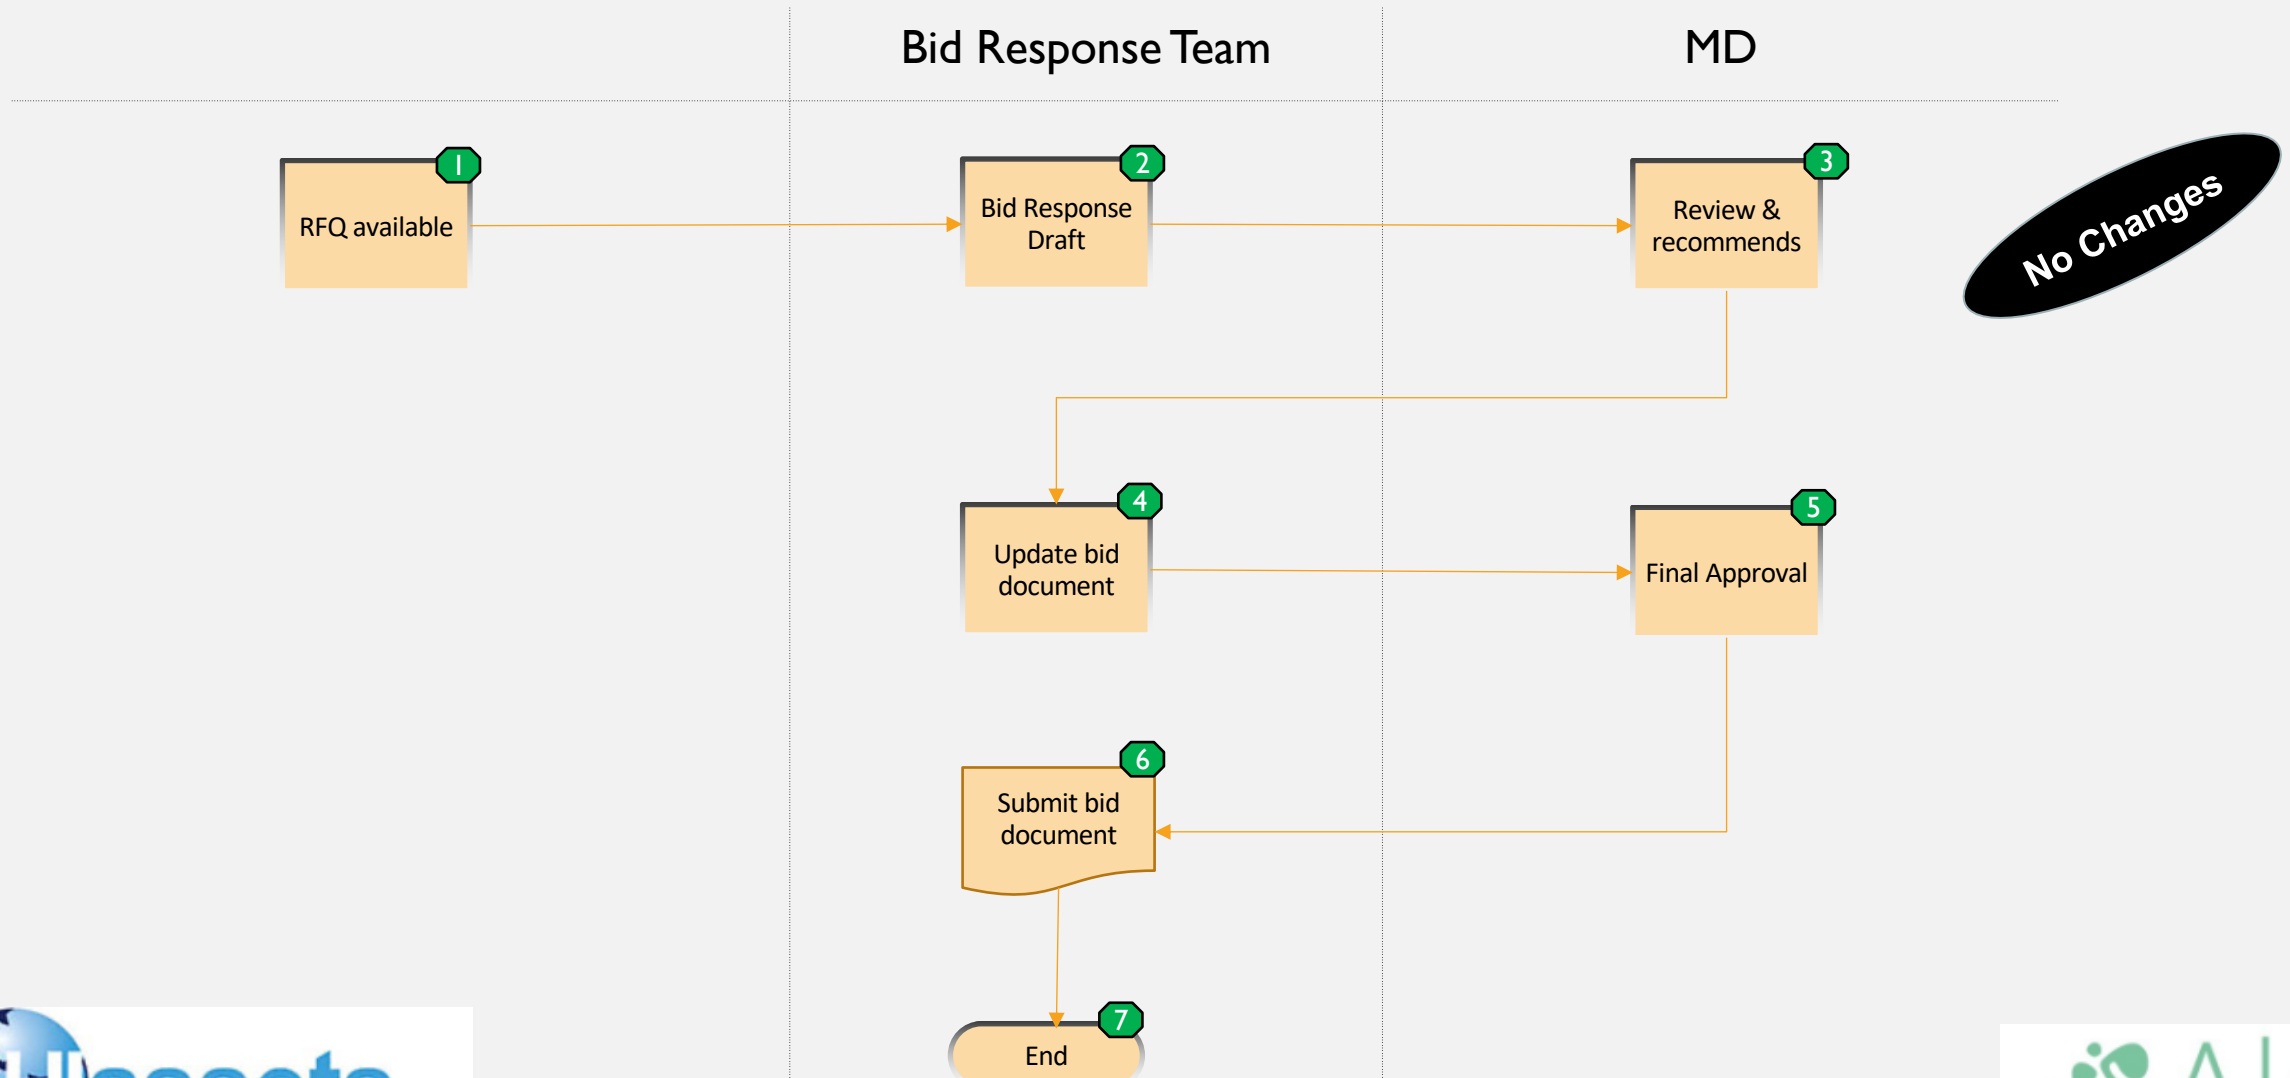 Bid Response Team
MD
1
RFQ available
2
Bid Response
Draft
3
Review &
recommends
No Changes
4
Update bid
document
5
Final Approval
6
Submit bid
document
7
End
assets